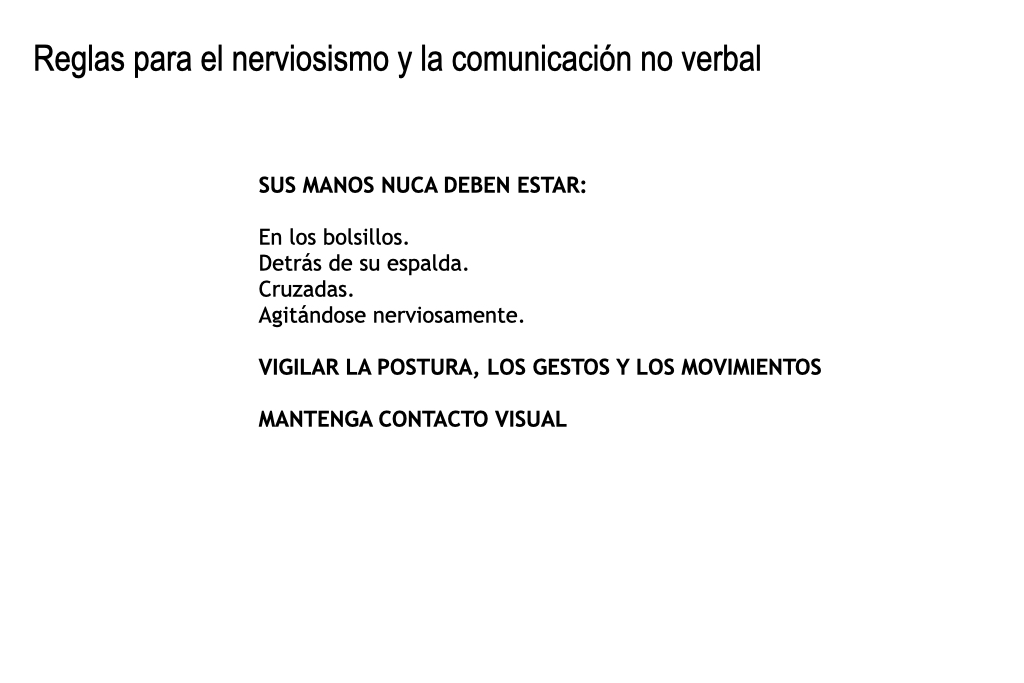 Reglas para el nerviosismo y la comunicación no verbal
SUS MANOS NUCA DEBEN ESTAR:
En los bolsillos.
Detrás de su espalda.
Cruzadas.
Agitándose nerviosamente.
VIGILAR LA POSTURA, LOS GESTOS Y LOS MOVIMIENTOS
MANTENGA CONTACTO VISUAL